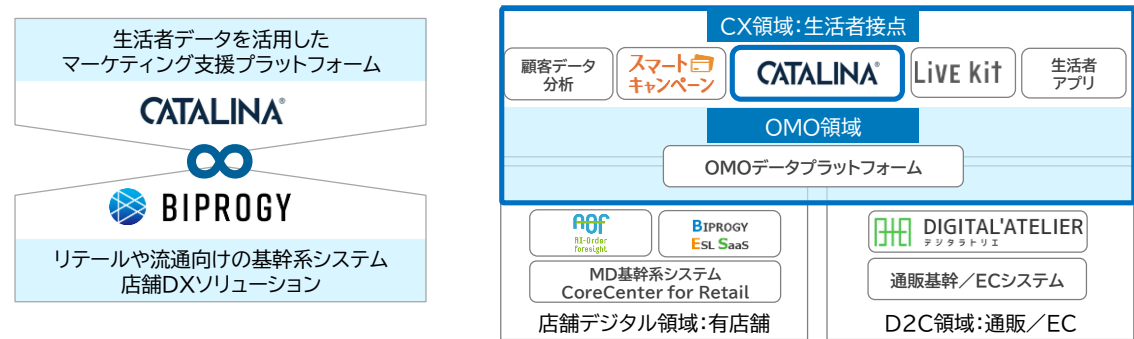 生活者データを活用した
マーケティング支援プラットフォーム
CATALINA®
BIPROGY
リテールや流通向けの基幹系システム
店舗DXソリューション
CX領域:生活者接点
顧客データ
分析
スマート
キャンペーン
CATALINA®
LiVE Kit
生活者
アプリ
OMO領域
OMOデータプラットフォーム
AOF
AI-Order
Foresight
BIPROGY
ESL SaaS
MD基幹系システム
CoreCenter for Retail
店舗デジタル領域:有店舗
DIGITAL'ATELIER
デジタラトリエ
通販基幹/ECシステム
D2C領域:通販/EC